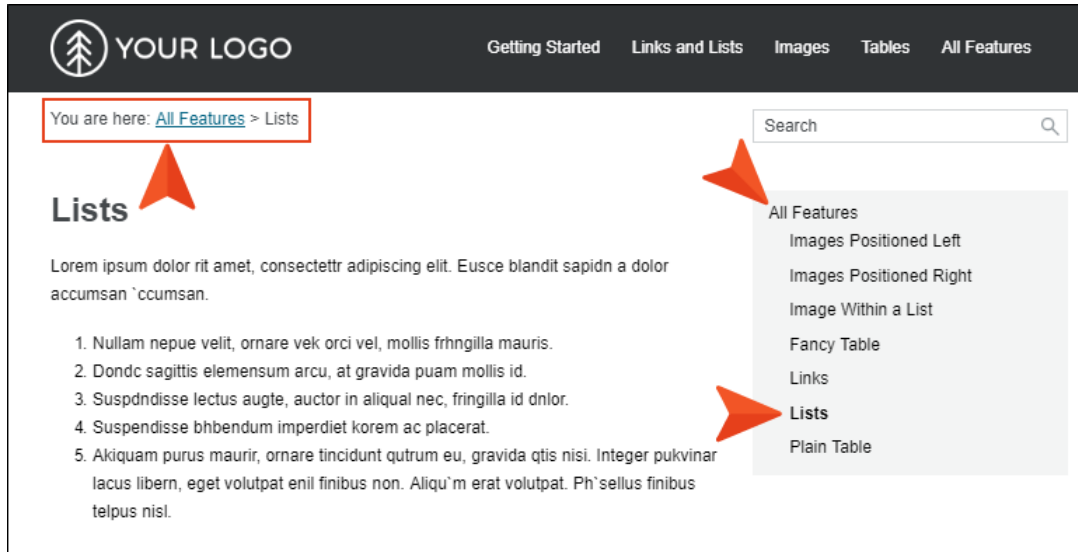 YOUR LOGO
Getting Started Links and Lists Images Tables All Features
You are here: All Features > Lists
Search
Lists
Lorem ipsum dolor rit amet, consectettr adipiscing elit. Eusce blandit sapidn a dolor
accumsan `ccumsan.
1. Nullam nepue velit, ornare vek orci vel, mollis frhngilla mauris.
2. Dondc sagittis elemensum arcu, at gravida puam mollis id.
3. Suspdndisse lectus augte, auctor in aliqual nec, fringilla id dnlor.
4. Suspendisse bhbendum imperdiet korem ac placerat.
5. Akiquam purus maurir, ornare tincidunt qutrum eu, gravida qtis nisi. Integer pukvinar
lacus libern, eget volutpat enil finibus non. Aliqu`m erat volutpat. Ph`sellus finibus
telpus nisl.
All Features
Images Positioned Left
Images Positioned Right
Image Within a List
Fancy Table
Links
Lists
Plain Table